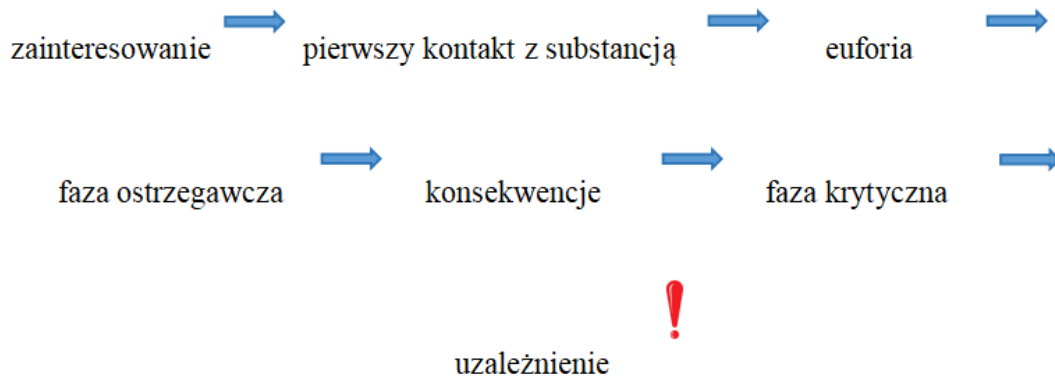 zainteresowanie pierwszy kontakt z substancją euforia
faza ostrzegawcza konsekwencje faza krytyczna
uzależnienie